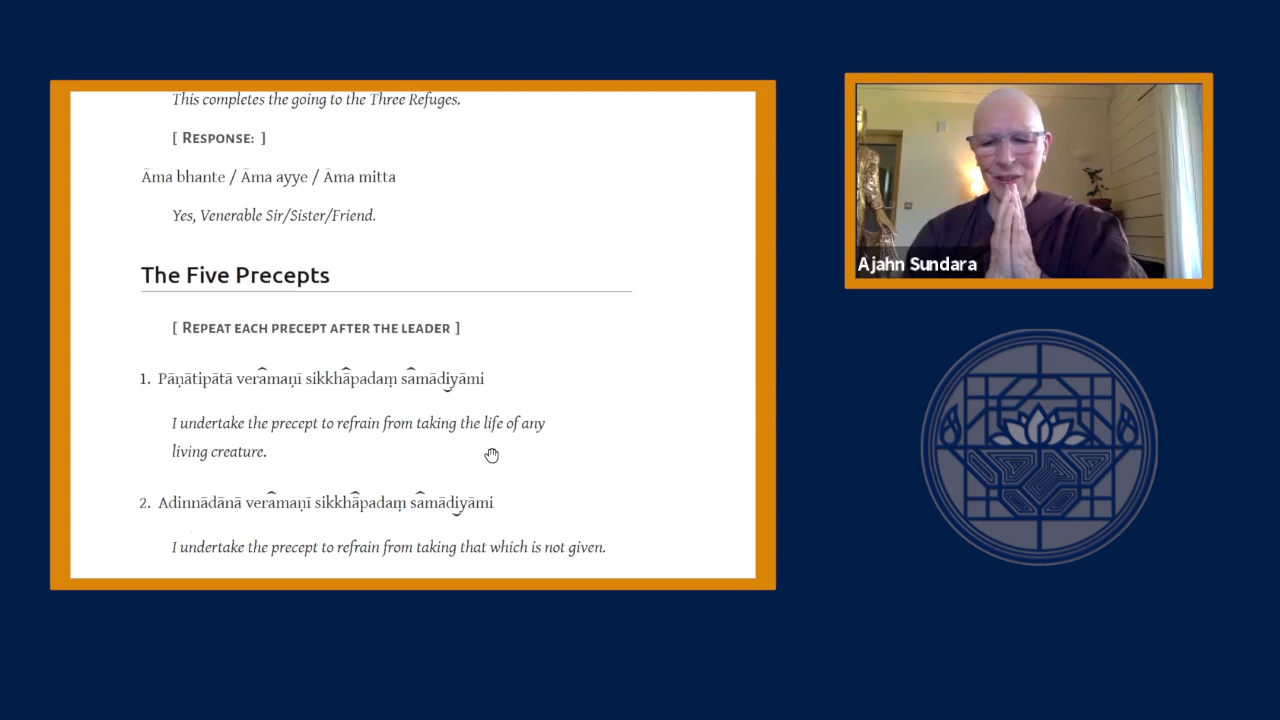 This completes the going to the Three Refuges.
[ RESPONSE: ]
Āma bhante / Āma ayye / Āma mitta
Yes, Venerable Sir/Sister/Friend.
The Five Precepts
[ REPEAT EACH PRECEPT AFTER THE LEADER ]
1. Pāṇātipātā veramaṇī sikkhāpadaṃ samādiyāmi
I undertake the precept to refrain from taking the life of any
living creature.
2. Adinnādānā veramaṇī sikkhāpadaṃ samādiyāmi
I undertake the precept to refrain from taking that which is not given.
Ajahn Sundara